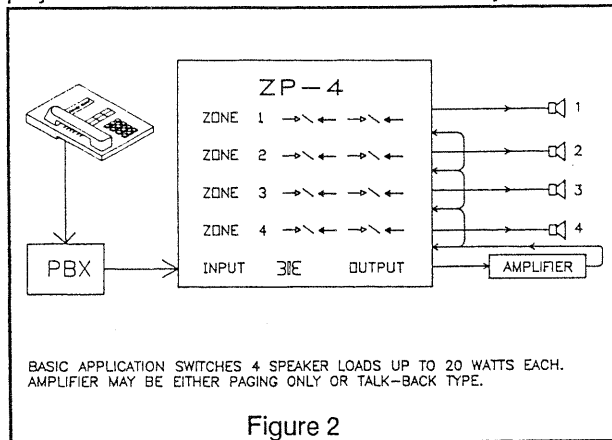 ZP-4
ZONE 1
ZONE 2
ZONE 3
ZONE 4
INPUT OUTPUT
1
2
3
4
PBX
AMPLIFIER
BASIC APPLICATION SWITCHES 4 SPEAKER LOADS UP TO 20 WATTS EACH.
AMPLIFIER MAY BE EITHER PAGING ONLY OR TALK-BACK TYPE.
Figure 2